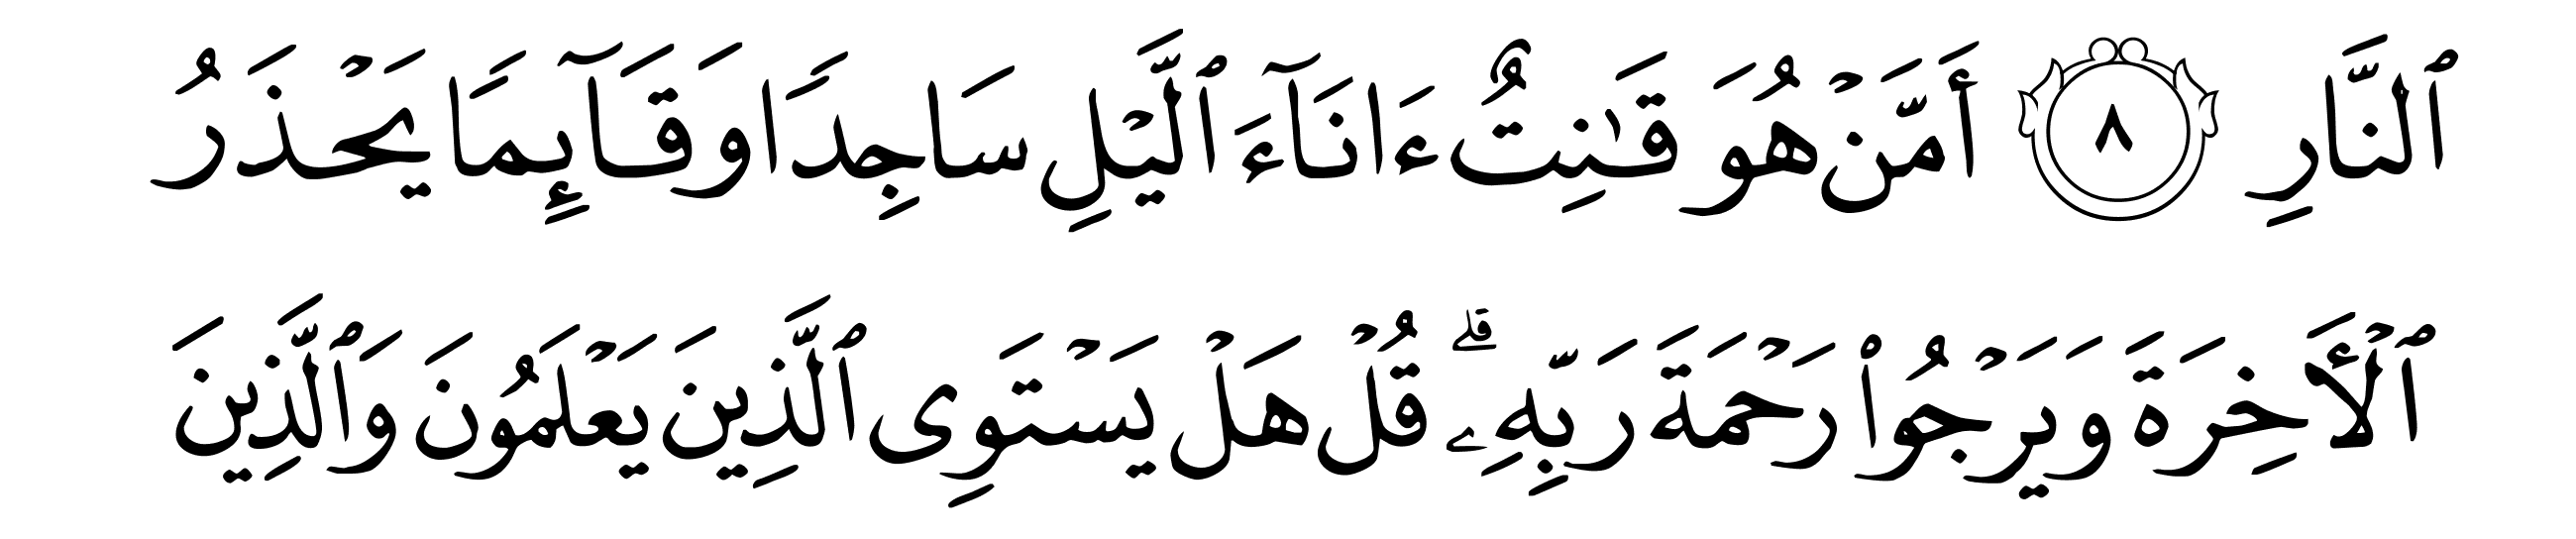 ٱلنَّارِ ٨ أَمَّنۡ هُوَ قَٰنِتٌ ءَانَآءَ ٱلَّيۡلِ سَاجِدًا وَقَآئِمًا يَحۡذَرُ
ٱلۡأٓخِرَةَ وَيَرۡجُواْ رَحۡمَةَ رَبِّهِۦۗ قُلۡ هَلۡ يَسۡتَوِي ٱلَّذِينَ يَعۡلَمُونَ وَٱلَّذِينَ